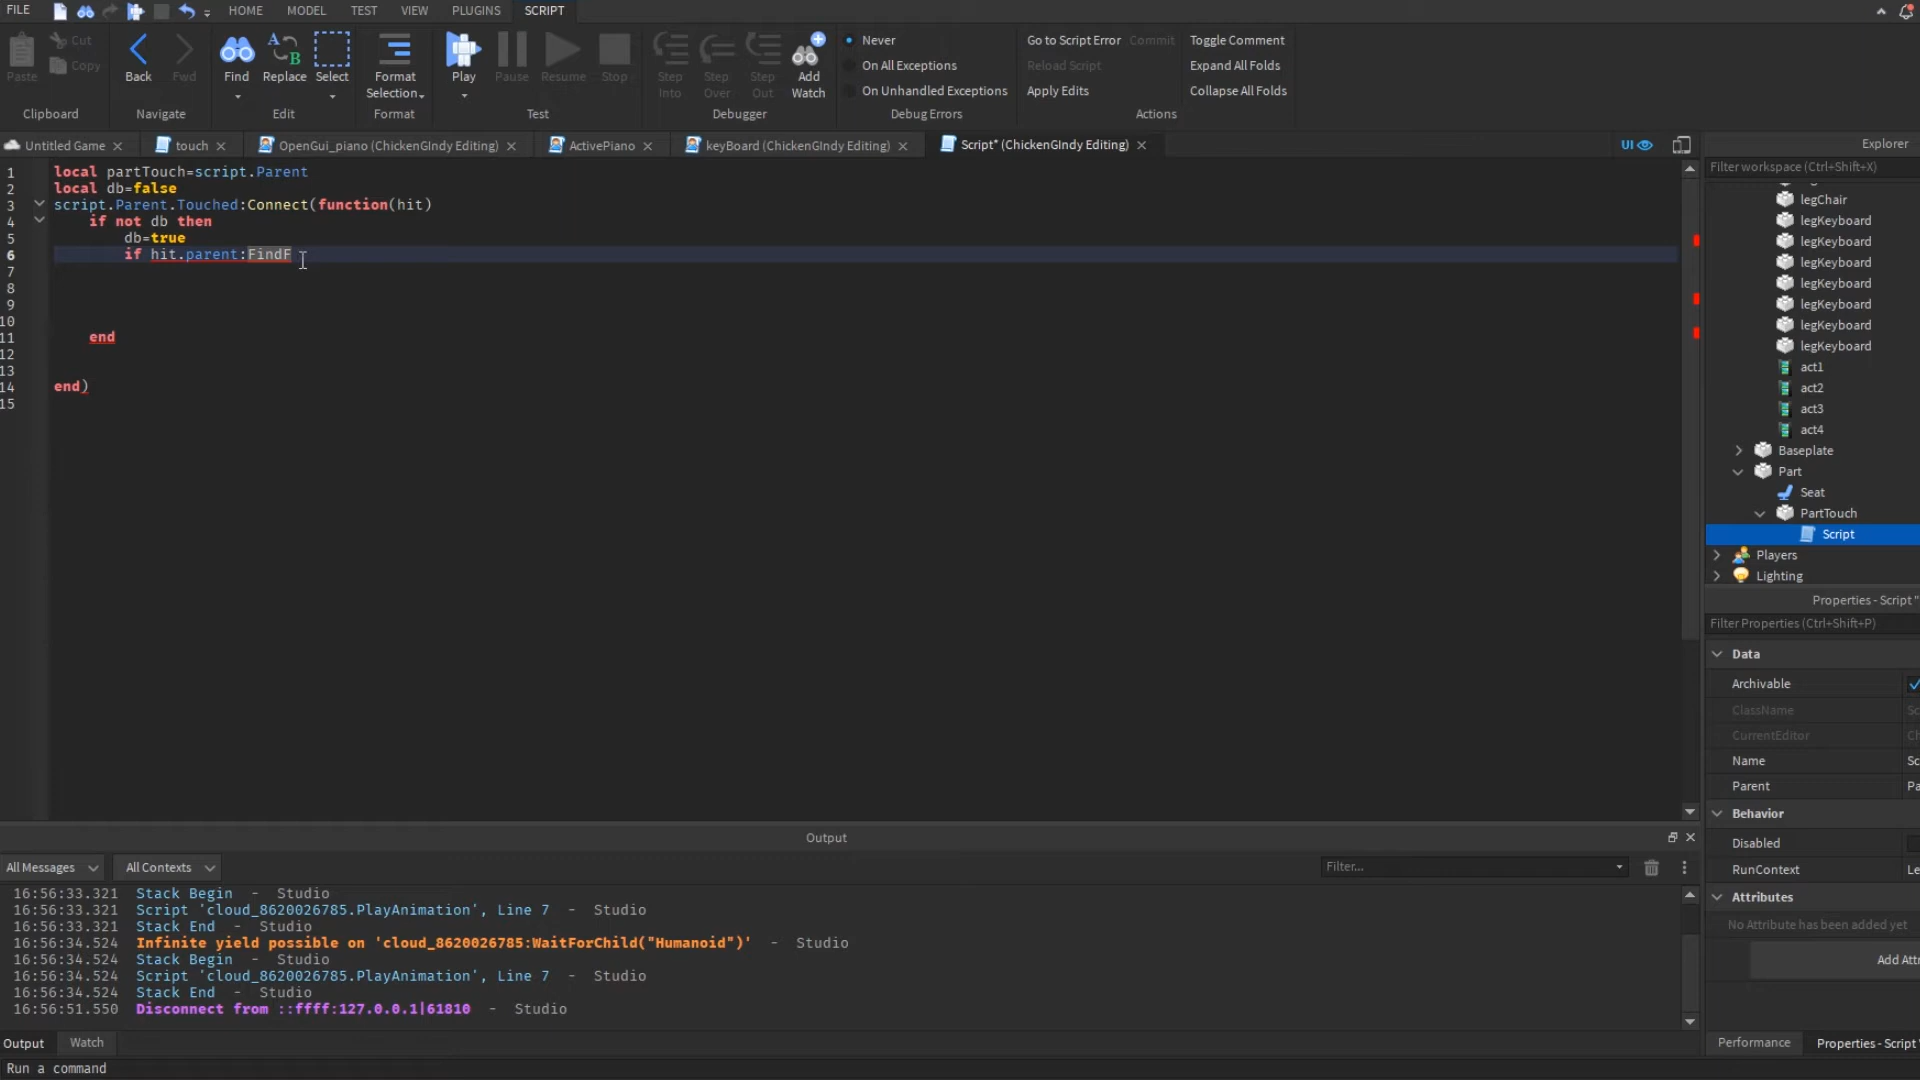 FILE HOME MODEL TEST VIEW PLUGINS SCRIPT
Paste Cut Copy
Clipboard
Back Fwd
Navigate
Find Replace Select
Edit
Format
Selection
Format
Play Pause Resume Stop
Test
Step
Into
Step
Over
Step
Out
Add
Watch
Debugger
Never
On All Exceptions
On Unhandled Exceptions
Debug Errors
Go to Script Error Commit
Reload Script
Apply Edits
Toggle Comment
Expand All Folds
Collapse All Folds
Actions
Untitled Game touch OpenGui_piano (ChickenGIndy Editing) ActivePiano keyBoard (ChickenGIndy Editing) Script* (ChickenGIndy Editing) UI
1 local partTouch=script.Parent
2 local db=false
3 script.Parent.Touched:Connect(function(hit)
4 if not db then
5 db=true
6 if hit.parent:FindF
7
8
9
10
11 end
12
13
14 end)
15
Explorer
Filter workspace (Ctrl+Shift+X)
legChair
legKeyboard
legKeyboard
legKeyboard
legKeyboard
legKeyboard
legKeyboard
legKeyboard
act1
act2
act3
act4
Baseplate
Part
Seat
PartTouch
Script
Players
Lighting
Properties - Script "
Filter Properties (Ctrl+Shift+P)
Data
Archivable
ClassName Sc
CurrentEditor Ch
Name Sc
Parent Pa
Behavior
Disabled
RunContext Le
Attributes
No Attribute has been added yet
Add Attr
Performance Properties - Script "
Output
All Messages All Contexts Filter...
16:56:33.321 Stack Begin - Studio
16:56:33.321 Script 'cloud_8620026785.PlayAnimation', Line 7 - Studio
16:56:33.321 Stack End - Studio
16:56:34.524 Infinite yield possible on 'cloud_8620026785:WaitForChild("Humanoid")' - Studio
16:56:34.524 Stack Begin - Studio
16:56:34.524 Script 'cloud_8620026785.PlayAnimation', Line 7 - Studio
16:56:34.524 Stack End - Studio
16:56:51.550 Disconnect from ::ffff:127.0.0.1|61810 - Studio
Output Watch
Run a command